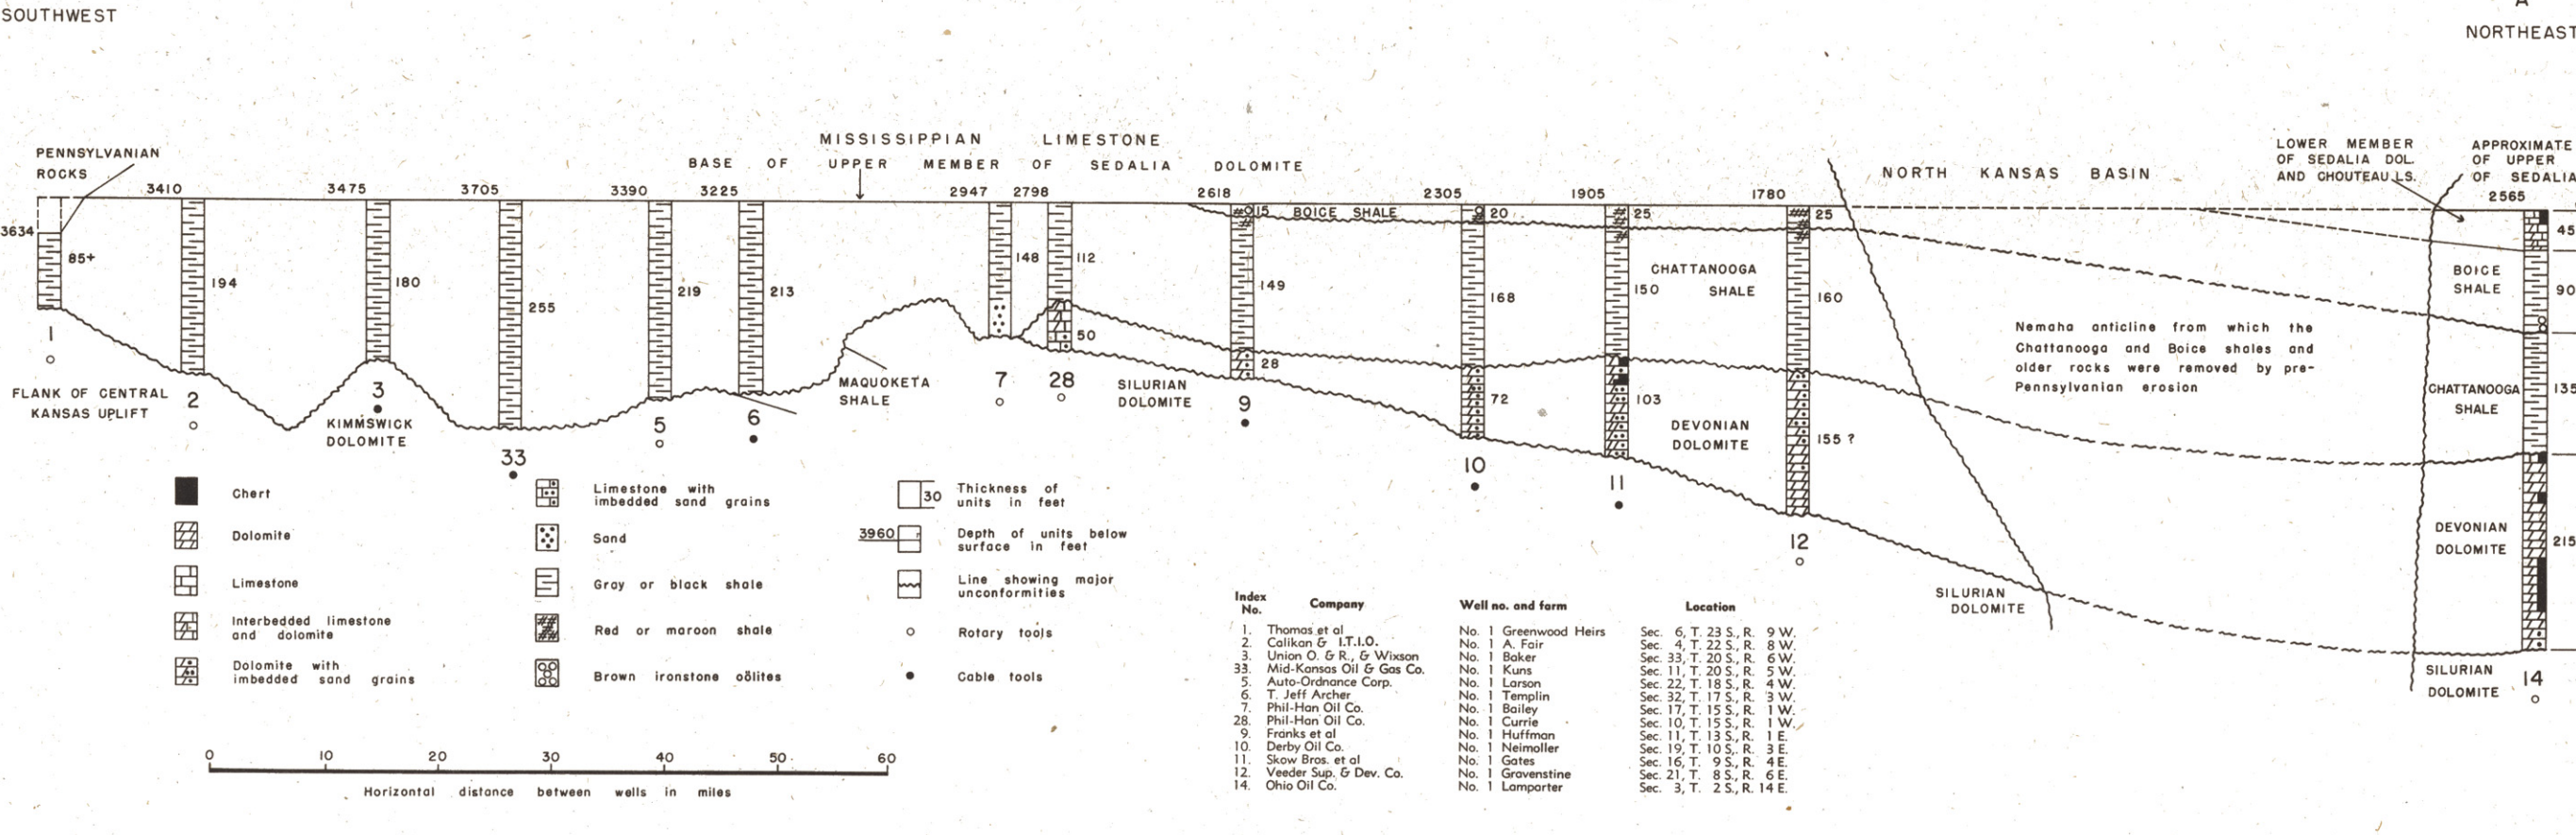 A
SOUTHWEST
NORTHEAST
PENNSYLVANIAN
ROCKS
MISSISSIPPIAN LIMESTONE
BASE OF UPPER MEMBER OF SEDALIA DOLOMITE
NORTH KANSAS BASIN
LOWER MEMBER
OF SEDALIA DOL.
AND CHOUTEAU LS.
APPROXIMATE
OF UPPER
OF SEDALIA
3634
3410
3475
3705
3390
3225
2947
2798
2618
2305
1905
1780
2565
15
BOICE SHALE
20
25
25
45
85+
194
180
255
219
213
148
112
50
149
28
168
72
CHATTANOOGA
SHALE
150
103
160
155 ?
DEVONIAN
DOLOMITE
BOICE
SHALE
90
Nemaha anticline from which the
Chattanooga and Boice shales and
older rocks were removed by pre-
Pennsylvanian erosion
CHATTANOOGA
SHALE
135
DEVONIAN
DOLOMITE
215
1
2
3
33
5
6
7
28
9
10
11
12
14
FLANK OF CENTRAL
KANSAS UPLIFT
KIMMSWICK
DOLOMITE
MAQUOKETA
SHALE
SILURIAN
DOLOMITE
SILURIAN
DOLOMITE
SILURIAN
DOLOMITE
Chert
Dolomite
Limestone
Interbedded limestone
and dolomite
Dolomite with
imbedded sand grains
Limestone with
imbedded sand grains
Sand
Gray or black shale
Red or maroon shale
Brown ironstone oölites
30
Thickness of
units in feet
3960
Depth of units below
surface in feet
Line showing major
unconformities
Rotary tools
Cable tools
0 10 20 30 40 50 60
Horizontal distance between wells in miles
Index
No. Company Well no. and farm Location
1. Thomas et al No. 1 Greenwood Heirs Sec. 6, T. 23 S., R. 9 W.
2. Calikan & I.T.I.O. No. 1 A. Fair Sec. 4, T. 22 S., R. 8 W.
3. Union O. & R., & Wixson No. 1 Baker Sec. 33, T. 20 S., R. 6 W.
33. Mid-Kansas Oil & Gas Co. No. 1 Kuns Sec. 11, T. 20 S., R. 5 W.
5. Auto-Ordnance Corp. No. 1 Larson Sec. 22, T. 18 S., R. 4 W.
6. T. Jeff Archer No. 1 Templin Sec. 32, T. 17 S., R. 3 W.
7. Phil-Han Oil Co. No. 1 Bailey Sec. 17, T. 15 S., R. 1 W.
28. Phil-Han Oil Co. No. 1 Currie Sec. 10, T. 15 S., R. 1 W.
9. Franks et al No. 1 Huffman Sec. 11, T. 13 S., R. 1 E.
10. Derby Oil Co. No. 1 Neimoller Sec. 19, T. 10 S., R. 3 E.
11. Skow Bros. et al No. 1 Gates Sec. 16, T. 9 S., R. 4 E.
12. Veeder Sup. & Dev. Co. No. 1 Gravenstine Sec. 21, T. 8 S., R. 6 E.
14. Ohio Oil Co. No. 1 Lamparter Sec. 3, T. 2 S., R. 14 E.